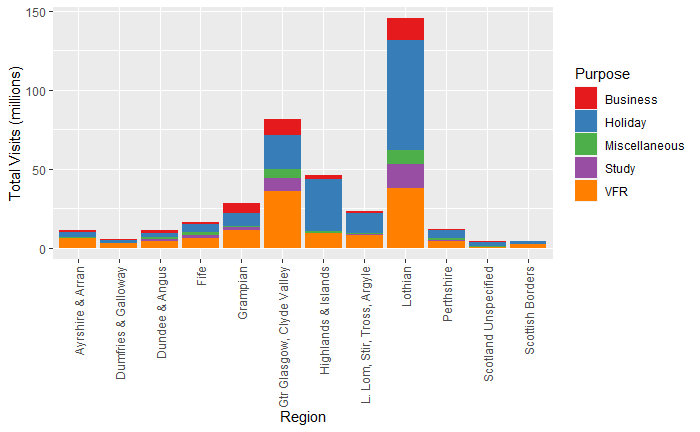 Total Visits (millions)
150
100
50
0
Ayrshire & Arran
Dumfries & Galloway
Dundee & Angus
Fife
Grampian
Gtr Glasgow, Clyde Valley
Highlands & Islands
L. Lom, Stir, Tross, Argyle
Lothian
Perthshire
Scotland Unspecified
Scottish Borders
Region
Purpose
Business
Holiday
Miscellaneous
Study
VFR